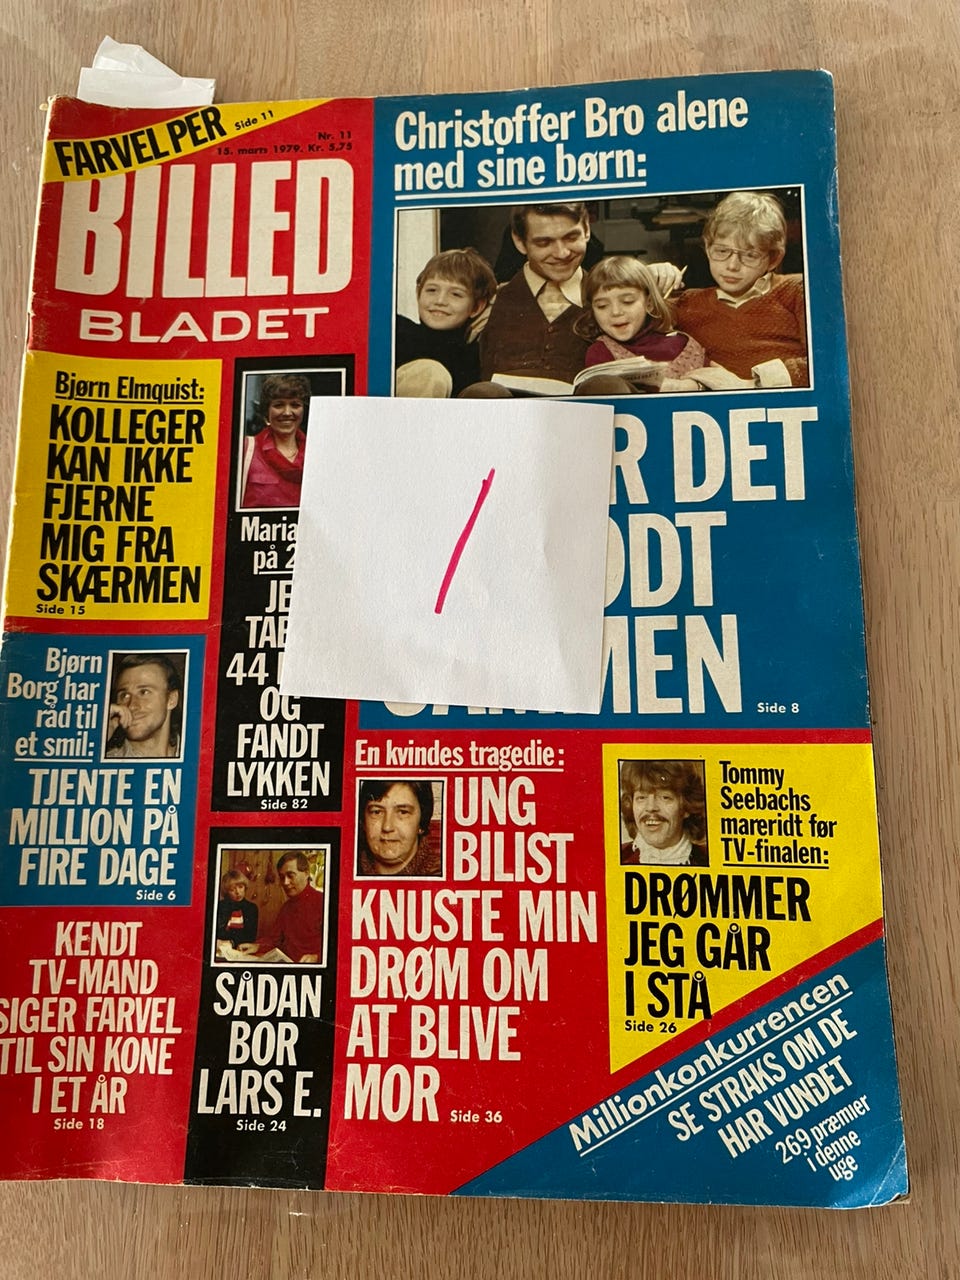 FARVEL PER Side 11
Nr. 11
15. marts 1979. Kr. 5,75
BILLED
BLADET
Christoffer Bro alene
med sine børn:
R DET
ODT
MEN
Side 8
Bjørn Elmquist:
KOLLEGER
KAN IKKE
FJERNE
MIG FRA
SKÆRMEN
Side 15
Maria
på 2
JE
TAB
44
OG
FANDT
LYKKEN
Side 82
Bjørn
Borg har
råd til
et smil:
TJENTE EN
MILLION PÅ
FIRE DAGE
Side 6
KENDT
TV-MAND
SIGER FARVEL
TIL SIN KONE
I ET ÅR
Side 18
SÅDAN
BOR
LARS E.
Side 24
En kvindes tragedie:
UNG
BILIST
KNUSTE MIN
DRØM OM
AT BLIVE
MOR Side 36
Tommy
Seebachs
mareridt før
TV-finalen:
DRØMMER
JEG GÅR
I STÅ
Side 26
Millionkonkurrencen
SE STRAKS OM DE
HAR VUNDET
269 præmier
i denne
uge